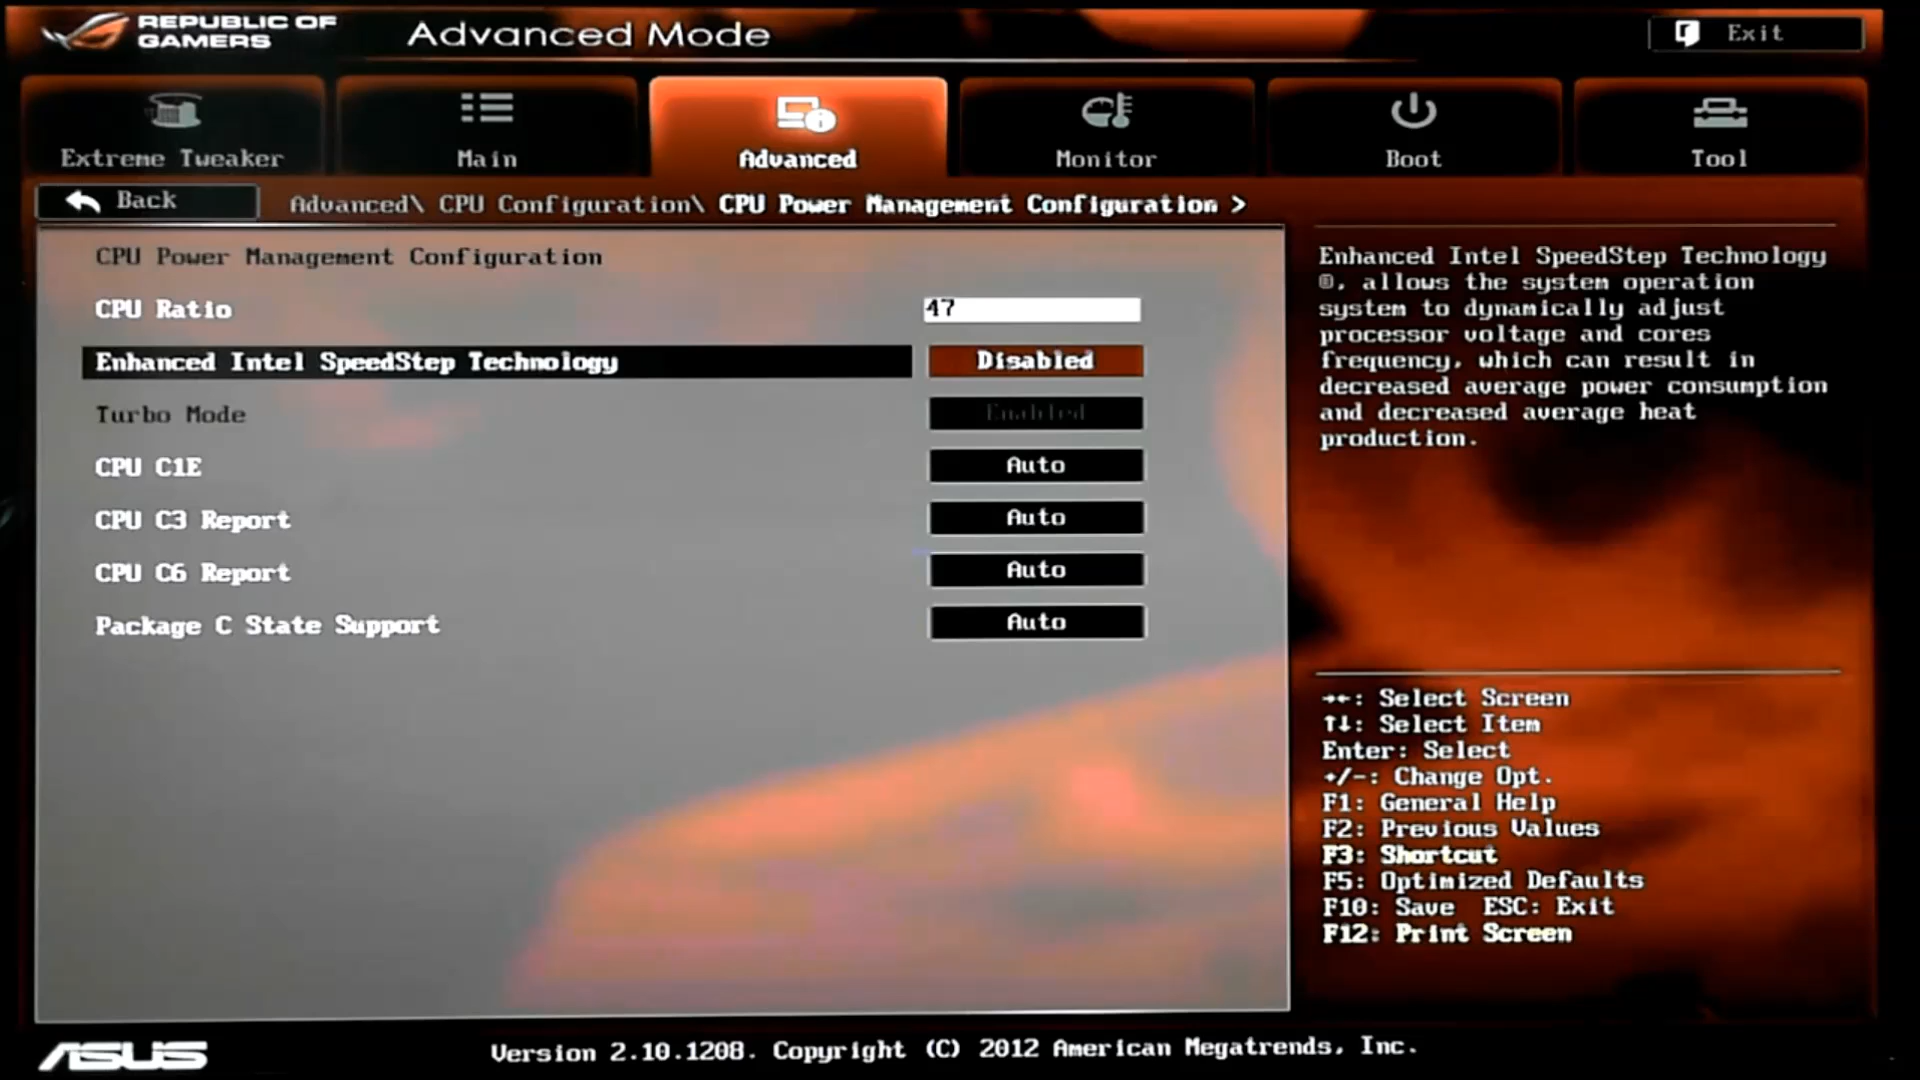 REPUBLIC OF
GAMERS
Advanced Mode
Exit
Extreme Tweaker
Main
Advanced
Monitor
Boot
Tool
Back
Advanced\ CPU Configuration\ CPU Power Management Configuration >
CPU Power Management Configuration
CPU Ratio
47
Enhanced Intel SpeedStep Technology
Disabled
Turbo Mode
Enabled
CPU C1E
Auto
CPU C3 Report
Auto
CPU C6 Report
Auto
Package C State Support
Auto
Enhanced Intel SpeedStep Technology
®, allows the system operation
system to dynamically adjust
processor voltage and cores
frequency, which can result in
decreased average power consumption
and decreased average heat
production.
→←: Select Screen
↑↓: Select Item
Enter: Select
+/-: Change Opt.
F1: General Help
F2: Previous Values
F3: Shortcut
F5: Optimized Defaults
F10: Save ESC: Exit
F12: Print Screen
ASUS
Version 2.10.1208. Copyright (C) 2012 American Megatrends, Inc.